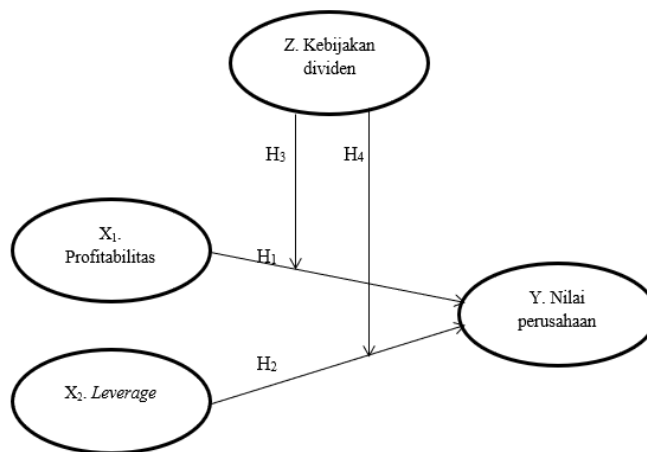 Z. Kebijakan
dividen
H₃
H₄
X₁.
Profitabilitas
H₁
Y. Nilai
perusahaan
H₂
X₂. Leverage